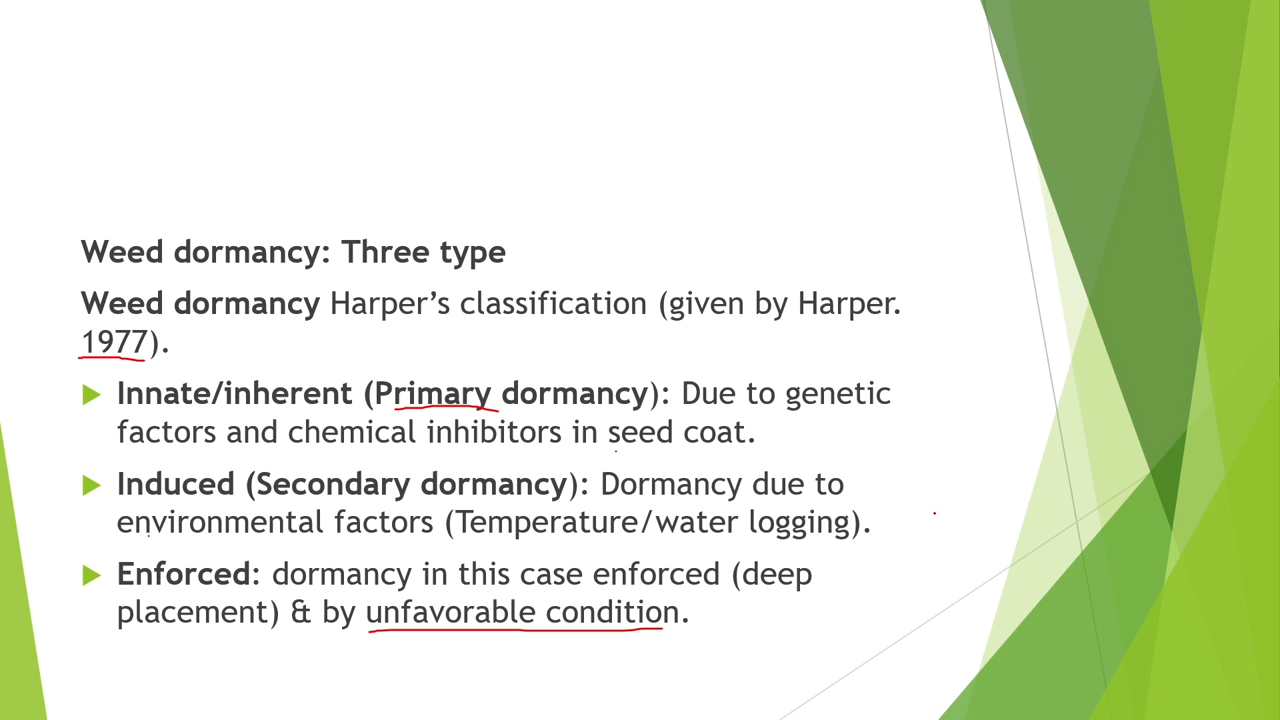 Weed dormancy: Three type
Weed dormancy Harper’s classification (given by Harper.
1977).
Innate/inherent (Primary dormancy): Due to genetic
factors and chemical inhibitors in seed coat.
Induced (Secondary dormancy): Dormancy due to
environmental factors (Temperature/water logging).
Enforced: dormancy in this case enforced (deep
placement) & by unfavorable condition.